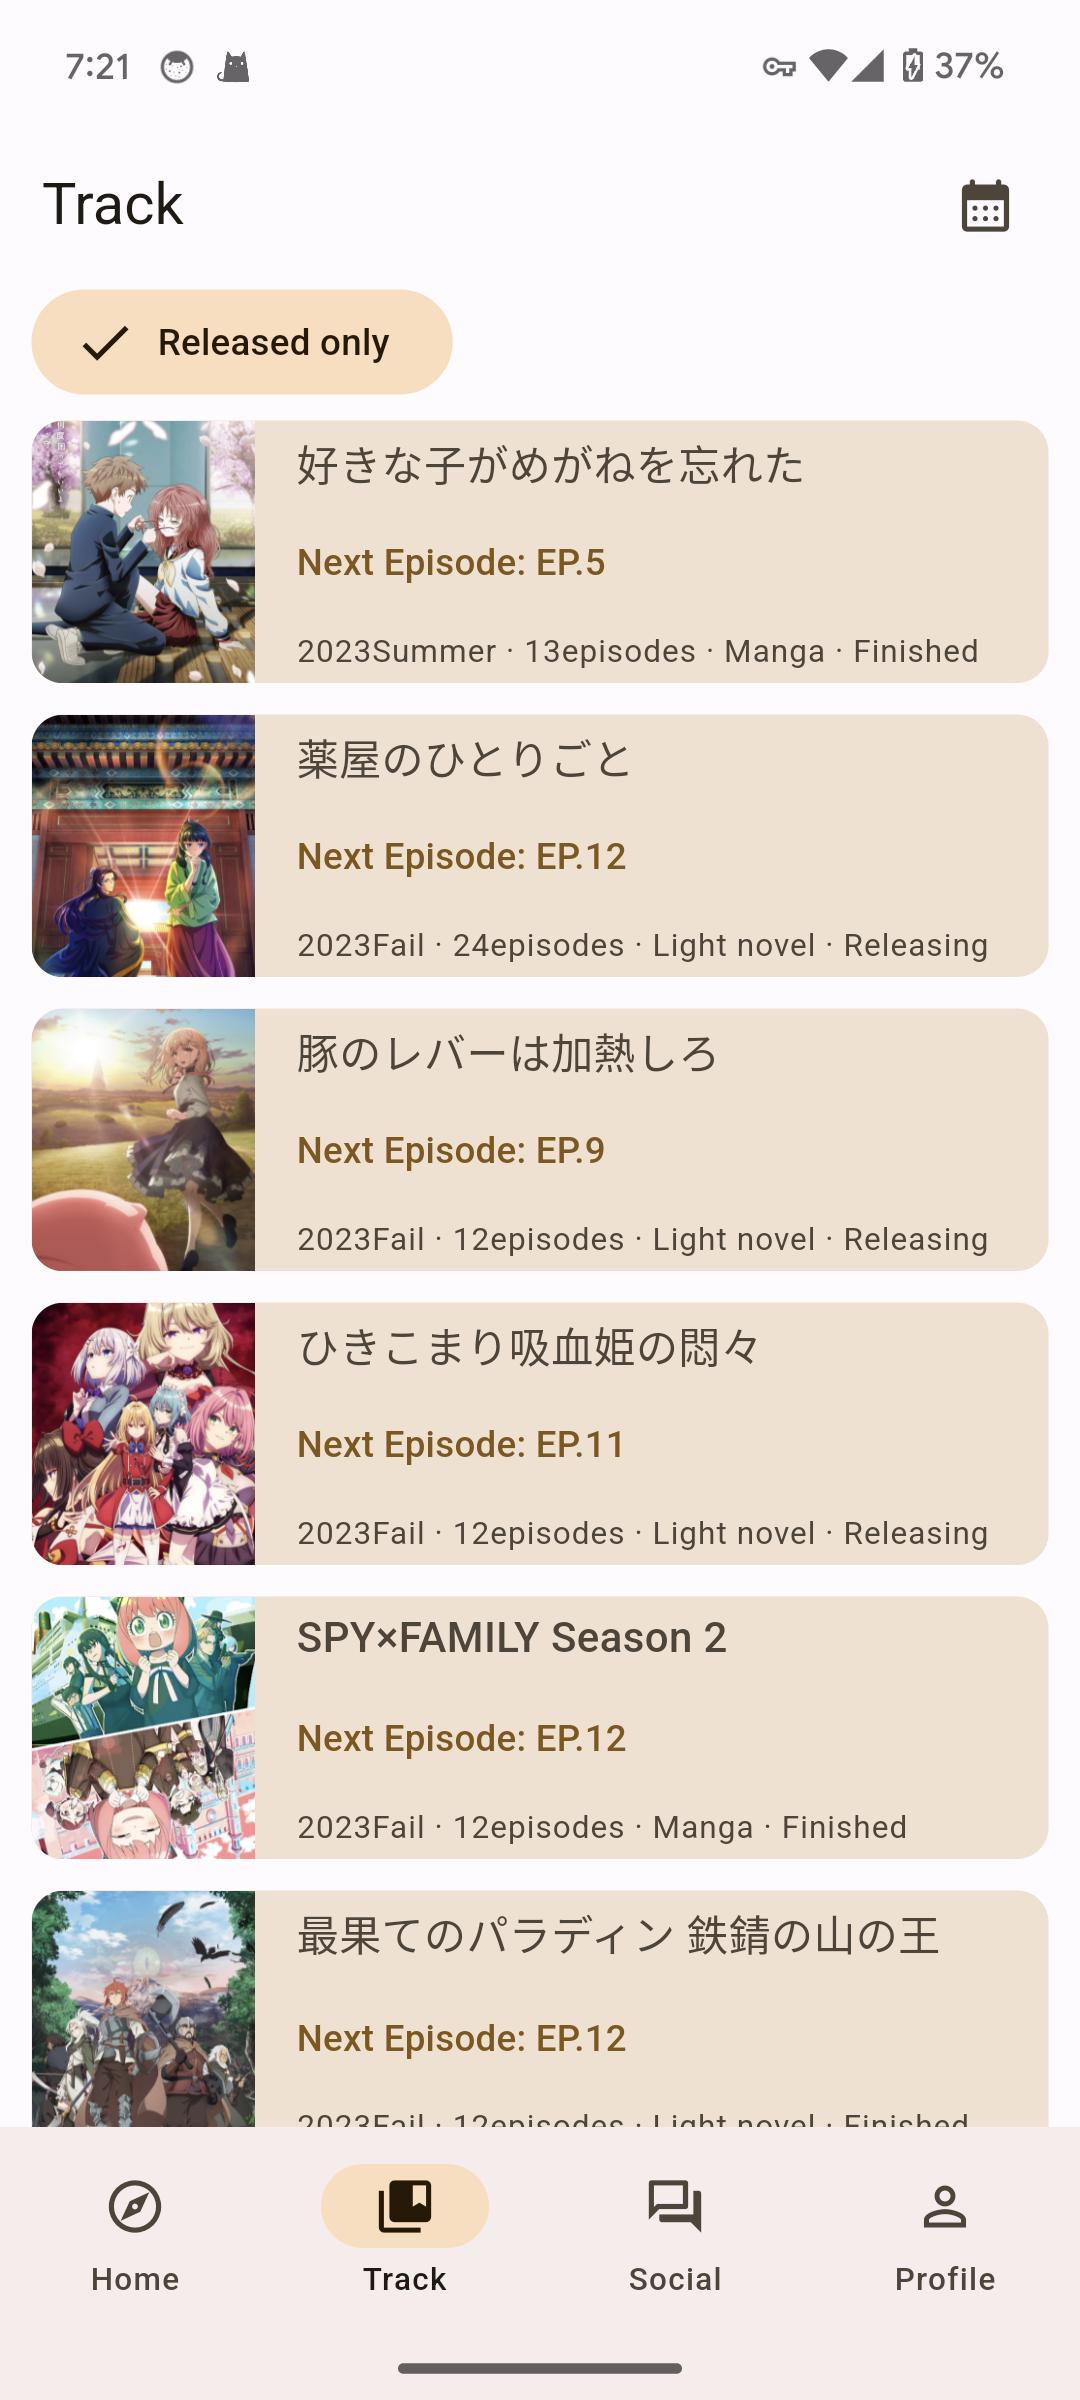 7:21
37%
Track
Released only
好きな子がめがねを忘れた
Next Episode: EP.5
2023Summer · 13episodes · Manga · Finished
薬屋のひとりごと
Next Episode: EP.12
2023Fail · 24episodes · Light novel · Releasing
豚のレバーは加熱しろ
Next Episode: EP.9
2023Fail · 12episodes · Light novel · Releasing
ひきこまり吸血姫の悶々
Next Episode: EP.11
2023Fail · 12episodes · Light novel · Releasing
SPY×FAMILY Season 2
Next Episode: EP.12
2023Fail · 12episodes · Manga · Finished
最果てのパラディン 鉄錆の山の王
Next Episode: EP.12
2023Fail · 12episodes · Light novel · Finished
Home
Track
Social
Profile